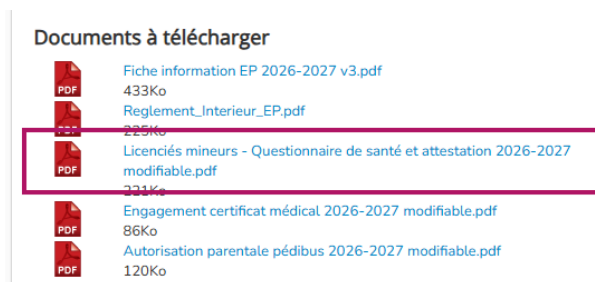 Documents à télécharger
PDF
Fiche information EP 2026-2027 v3.pdf
433Ko
PDF
Reglement_Interieur_EP.pdf
225Ko
PDF
Licenciés mineurs - Questionnaire de santé et attestation 2026-2027
modifiable.pdf
221Ko
PDF
Engagement certificat médical 2026-2027 modifiable.pdf
86Ko
PDF
Autorisation parentale pédibus 2026-2027 modifiable.pdf
120Ko